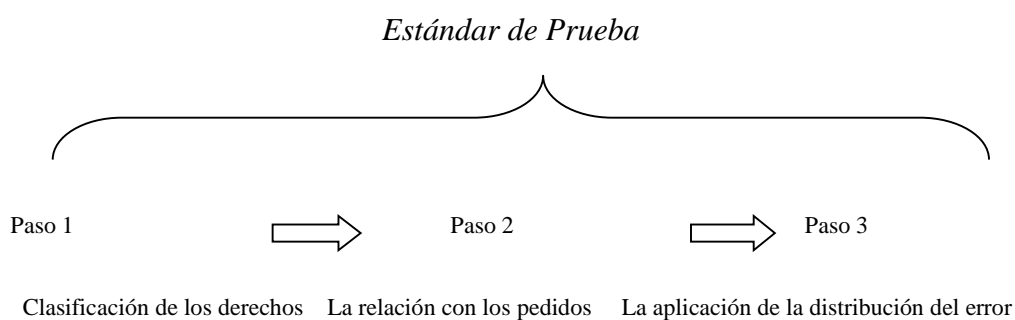 Estándar de Prueba
Paso 1 Paso 2 Paso 3
Clasificación de los derechos La relación con los pedidos La aplicación de la distribución del error